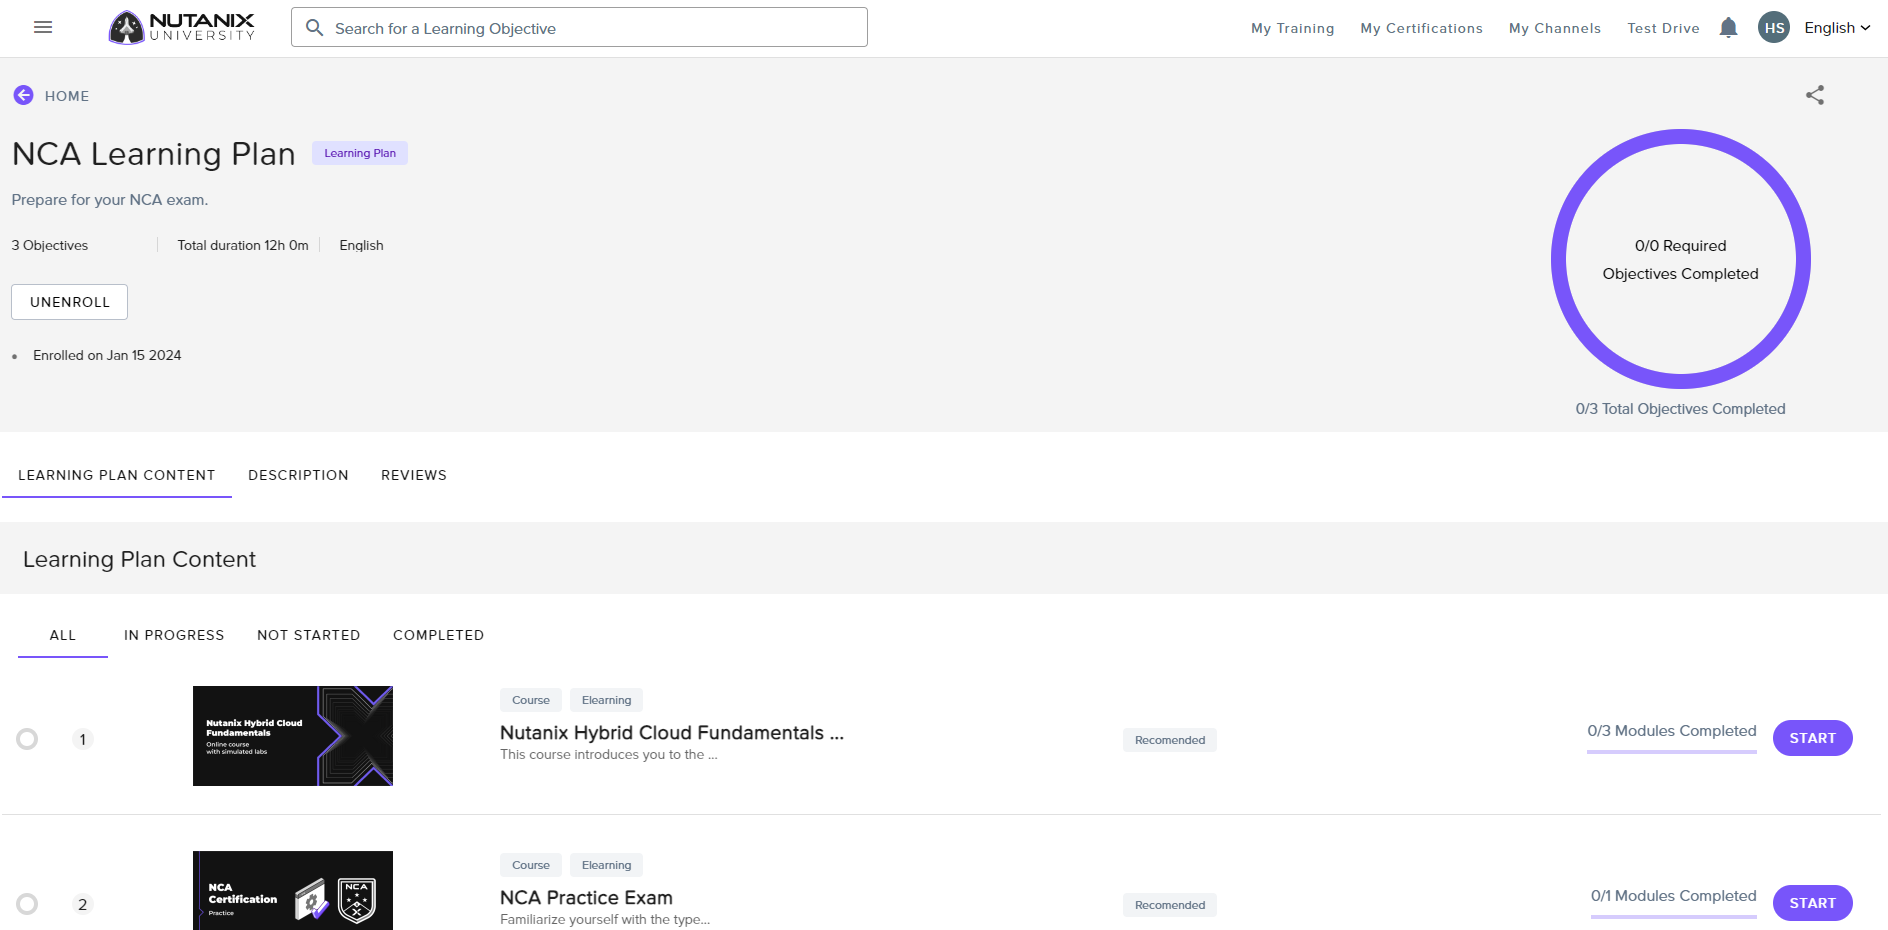 NUTANIX
UNIVERSITY
Search for a Learning Objective
My Training
My Certifications
My Channels
Test Drive
HS
English
HOME
NCA Learning Plan
Learning Plan
Prepare for your NCA exam.
3 Objectives
Total duration 12h 0m
English
UNENROLL
Enrolled on Jan 15 2024
0/0 Required
Objectives Completed
0/3 Total Objectives Completed
LEARNING PLAN CONTENT
DESCRIPTION
REVIEWS
Learning Plan Content
ALL
IN PROGRESS
NOT STARTED
COMPLETED
1
Nutanix Hybrid Cloud
Fundamentals
Online course
with simulated labs
Course
Elearning
Nutanix Hybrid Cloud Fundamentals ...
This course introduces you to the ...
Recomended
0/3 Modules Completed
START
2
NCA
Certification
Practice
NCA
Course
Elearning
NCA Practice Exam
Familiarize yourself with the type...
Recomended
0/1 Modules Completed
START